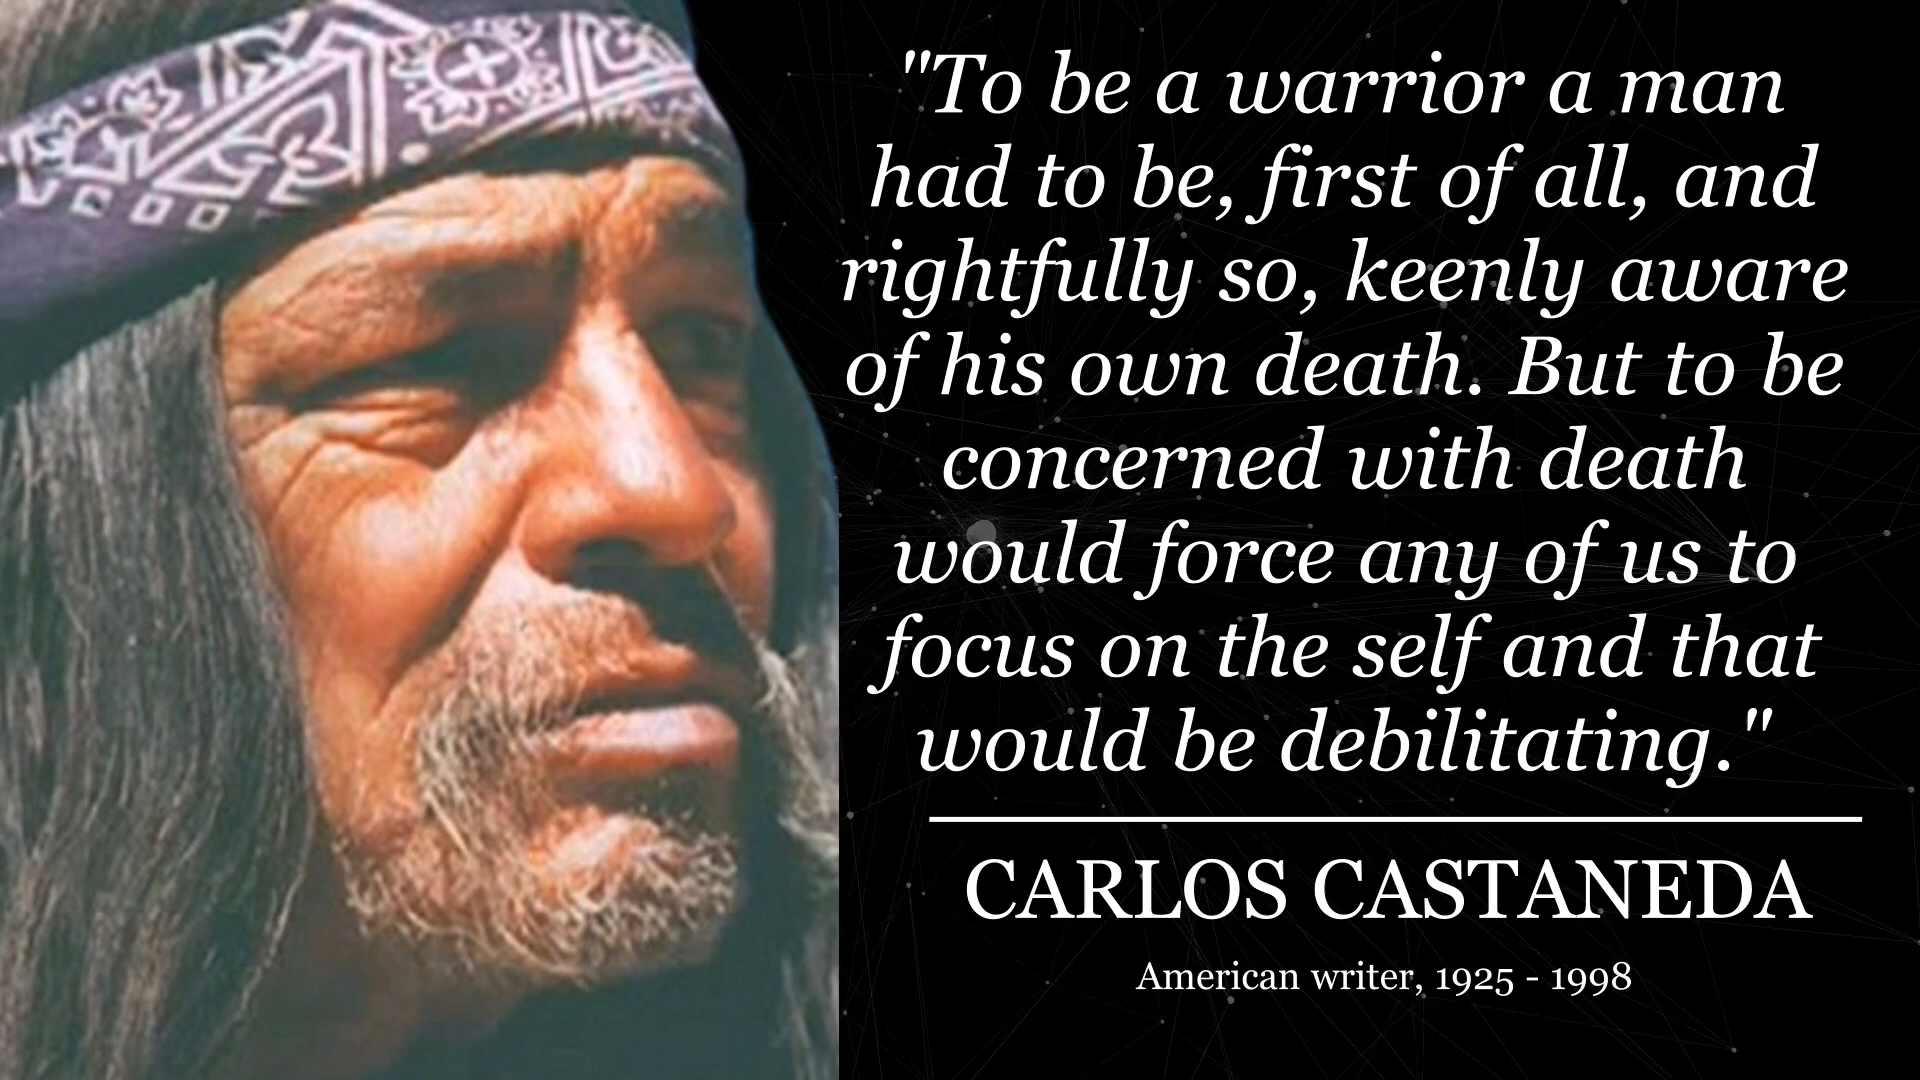 "To be a warrior a man
had to be, first of all, and
rightfully so, keenly aware
of his own death. But to be
concerned with death
would force any of us to
focus on the self and that
would be debilitating."
CARLOS CASTANEDA
American writer, 1925 - 1998